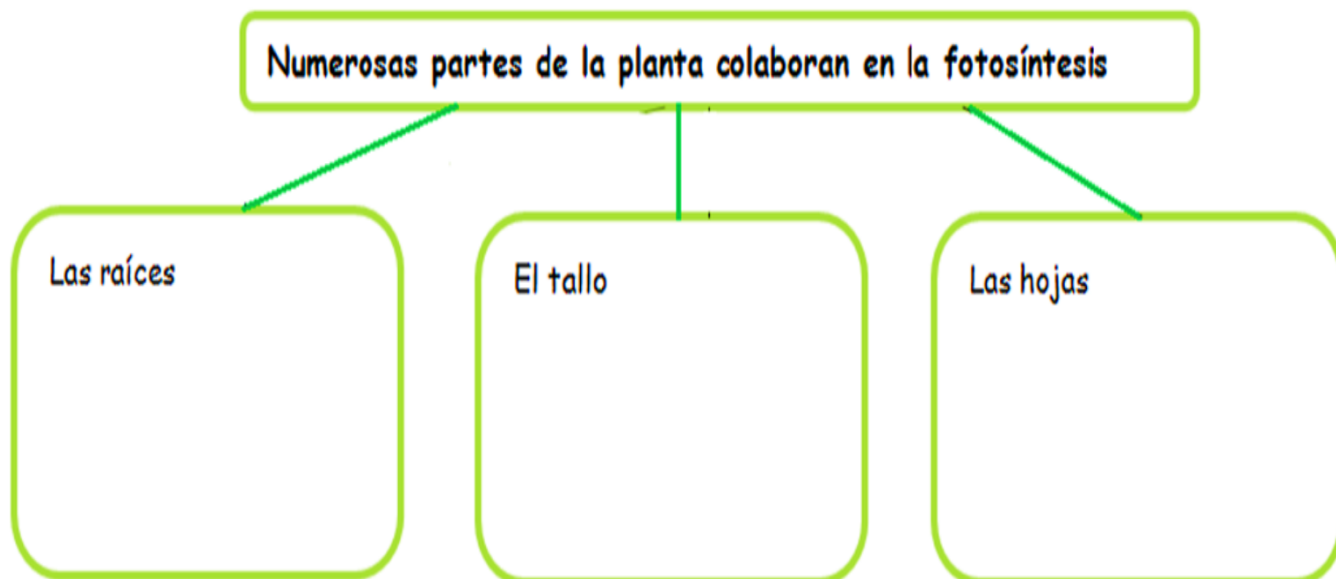 Numerosas partes de la planta colaboran en la fotosíntesis
Las raíces
El tallo
Las hojas